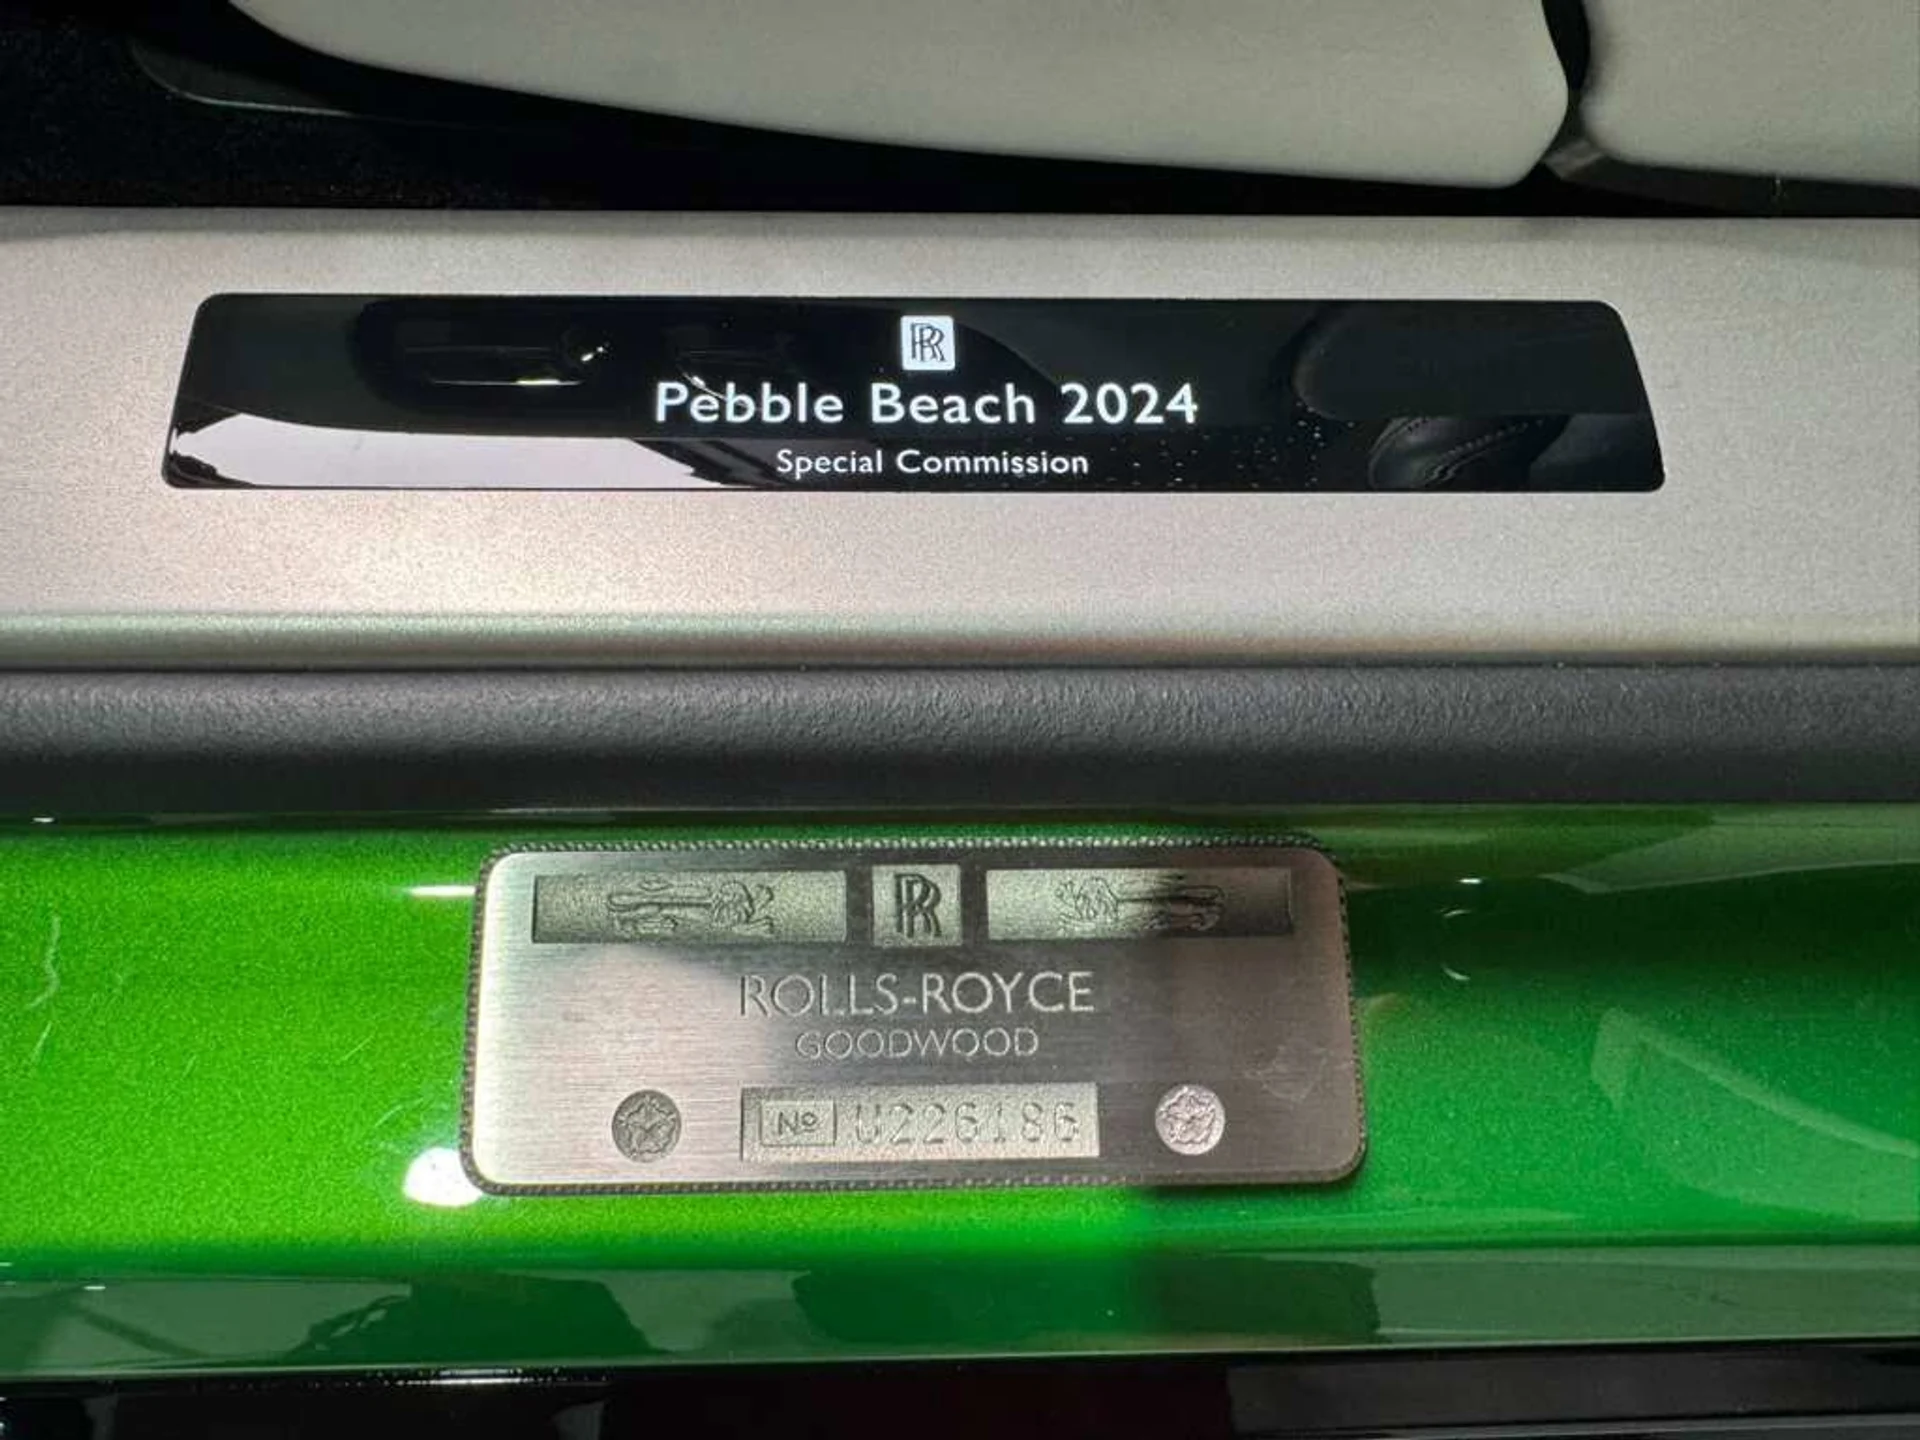 RR
Pebble Beach 2024
Special Commission
RR
ROLLS-ROYCE
GOODWOOD
Nº U226186